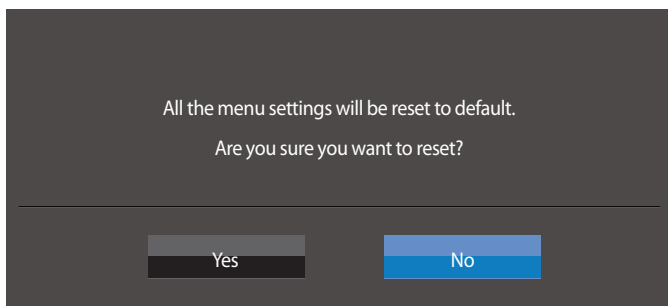 All the menu settings will be reset to default.
Are you sure you want to reset?
Yes
No